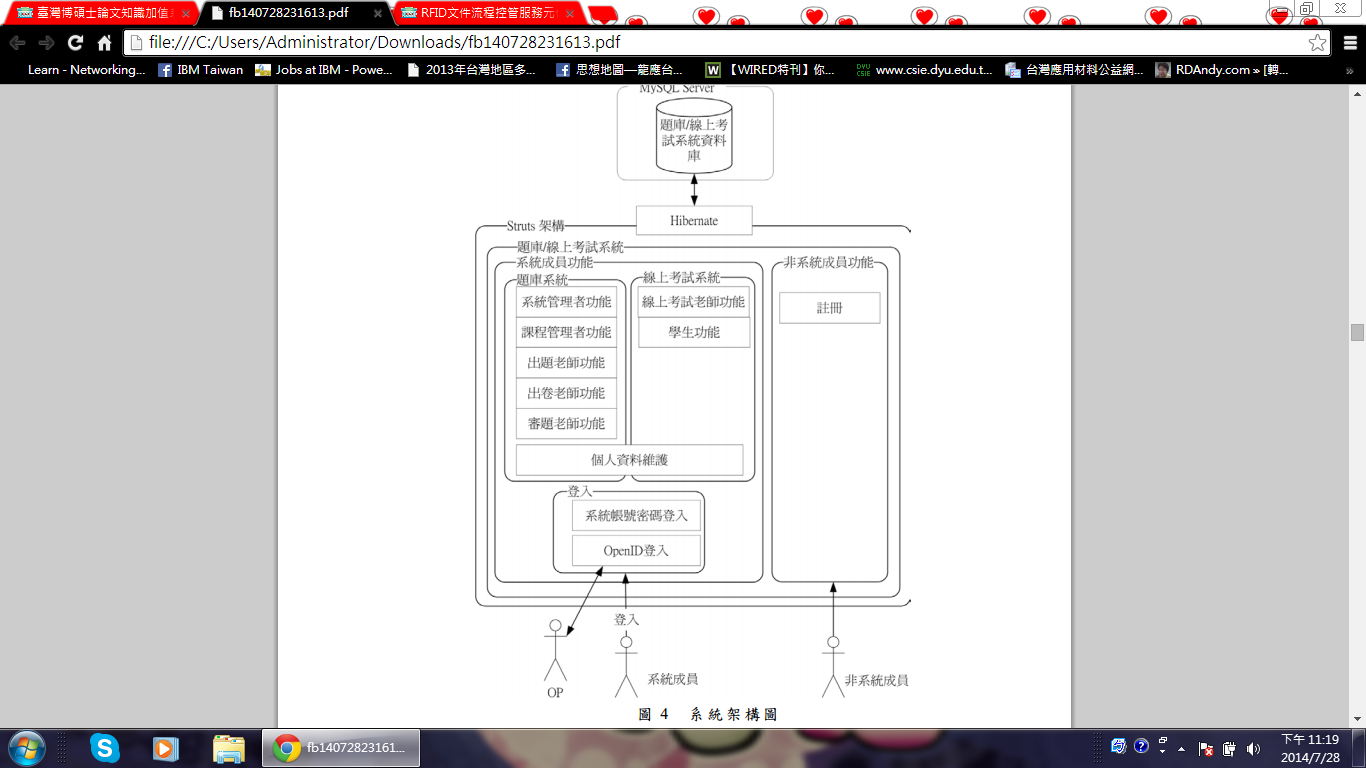 臺灣博碩士論文知識加值系
fb140728231613.pdf
RFID文件流程控管服務元件
file:///C:/Users/Administrator/Downloads/fb140728231613.pdf
Learn - Networking...
IBM Taiwan
Jobs at IBM - Powe...
2013年台灣地區多...
思想地圖—龍應台...
【WIRED特刊】你...
www.csie.dyu.edu.t...
台灣應用材料公益網...
RDAndy.com » [轉...
MySQL Server
題庫/線上考
試系統資料
庫
Hibernate
Struts 架構
題庫/線上考試系統
系統成員功能
非系統成員功能
題庫系統
線上考試系統
系統管理者功能
線上考試老師功能
註冊
課程管理者功能
學生功能
出題老師功能
出卷老師功能
審題老師功能
個人資料維護
登入
系統帳號密碼登入
OpenID登入
登入
OP
系統成員
非系統成員
圖 4 系統架構圖
fb14072823161...
下午 11:19
2014/7/28